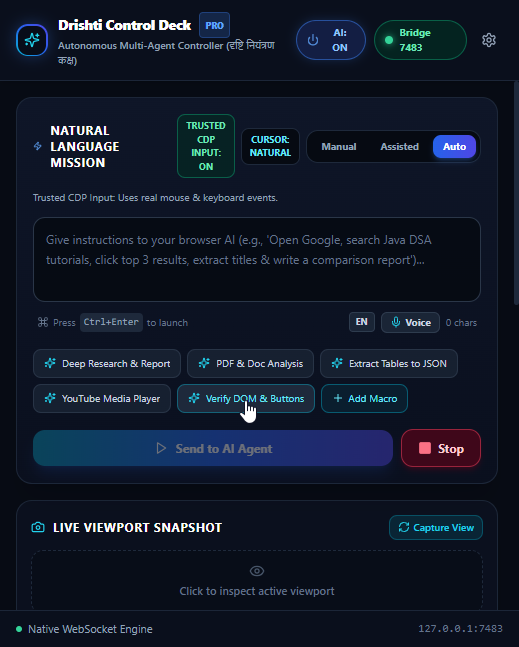 Drishti Control Deck PRO
Autonomous Multi-Agent Controller (दृष्टि नियंत्रण
कक्ष)
AI:
ON
Bridge
7483
NATURAL
LANGUAGE
MISSION
TRUSTED
CDP
INPUT:
ON
CURSOR:
NATURAL
Manual Assisted Auto
Trusted CDP Input: Uses real mouse & keyboard events.
Give instructions to your browser AI (e.g., 'Open Google, search Java DSA
tutorials, click top 3 results, extract titles & write a comparison report')...
⌘ Press Ctrl+Enter to launch
EN Voice 0 chars
Deep Research & Report PDF & Doc Analysis Extract Tables to JSON
YouTube Media Player Verify DOM & Buttons + Add Macro
Send to AI Agent Stop
LIVE VIEWPORT SNAPSHOT Capture View
Click to inspect active viewport
Native WebSocket Engine 127.0.0.1:7483